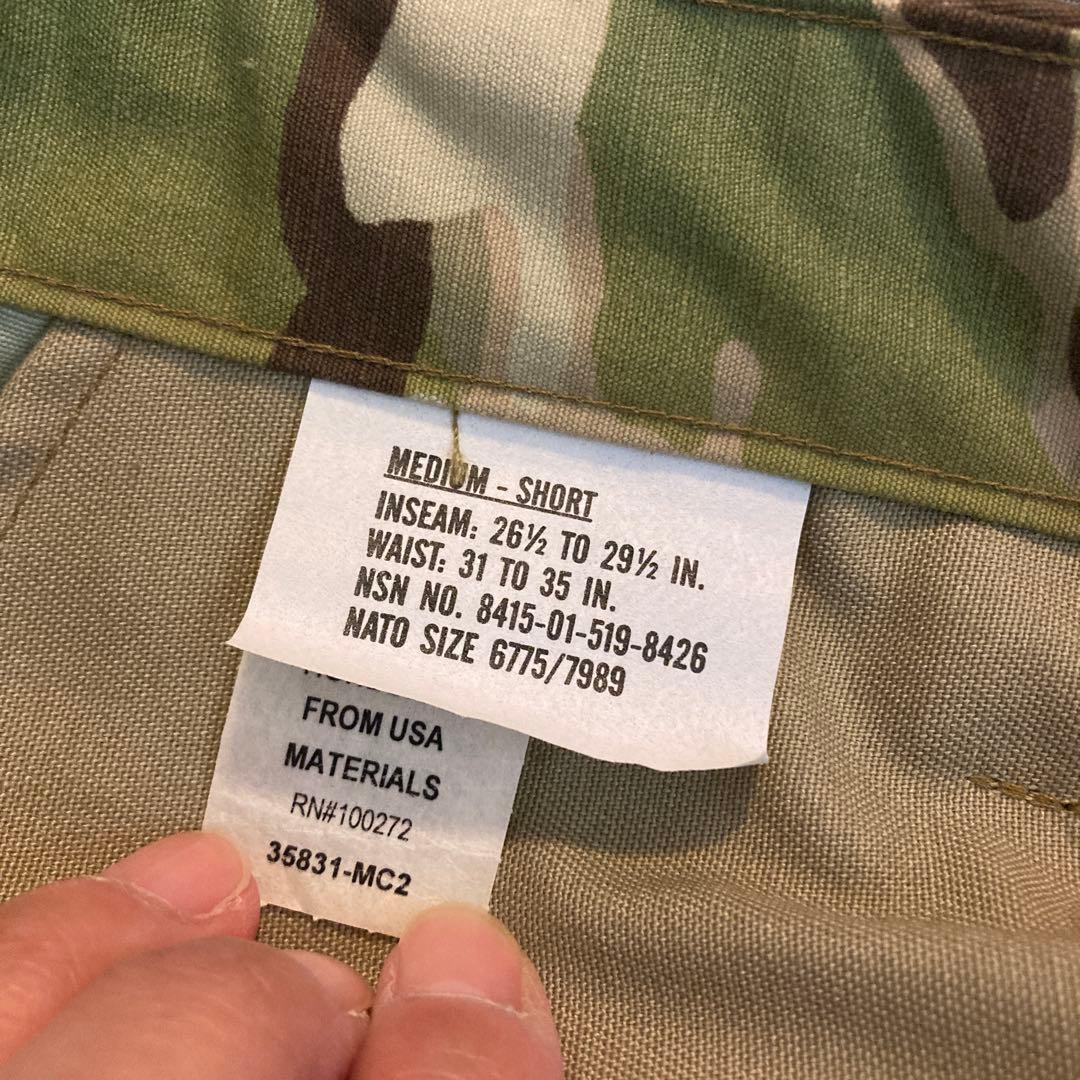 MEDIUM - SHORT
INSEAM: 26½ TO 29½ IN.
WAIST: 31 TO 35 IN.
NSN NO. 8415-01-519-8426
NATO SIZE 6775/7989
FROM USA
MATERIALS
RN#100272
35831-MC2